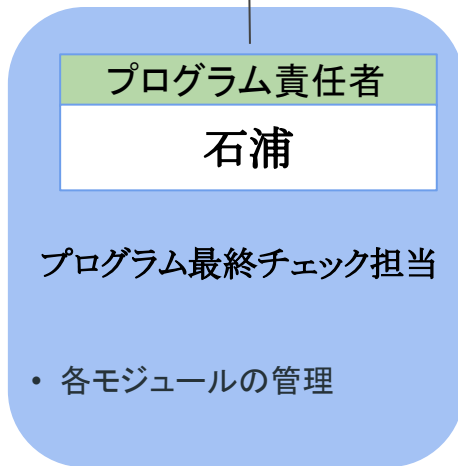 プログラム責任者
石浦
プログラム最終チェック担当
• 各モジュールの管理